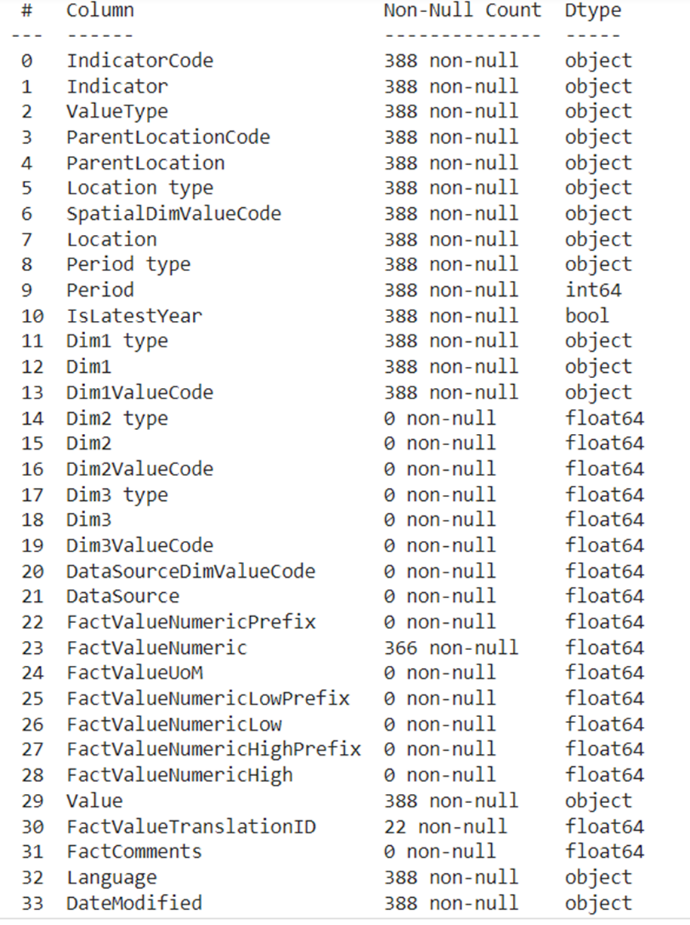 #   Column                      Non-Null Count  Dtype
--- ------                      --------------  -----
0   IndicatorCode               388 non-null    object
1   Indicator                   388 non-null    object
2   ValueType                   388 non-null    object
3   ParentLocationCode          388 non-null    object
4   ParentLocation              388 non-null    object
5   Location type               388 non-null    object
6   SpatialDimValueCode         388 non-null    object
7   Location                    388 non-null    object
8   Period type                 388 non-null    object
9   Period                      388 non-null    int64
10  IsLatestYear                388 non-null    bool
11  Dim1 type                   388 non-null    object
12  Dim1                        388 non-null    object
13  Dim1ValueCode               388 non-null    object
14  Dim2 type                   0 non-null      float64
15  Dim2                        0 non-null      float64
16  Dim2ValueCode               0 non-null      float64
17  Dim3 type                   0 non-null      float64
18  Dim3                        0 non-null      float64
19  Dim3ValueCode               0 non-null      float64
20  DataSourceDimValueCode      0 non-null      float64
21  DataSource                  0 non-null      float64
22  FactValueNumericPrefix      0 non-null      float64
23  FactValueNumeric            366 non-null    float64
24  FactValueUoM                0 non-null      float64
25  FactValueNumericLowPrefix   0 non-null      float64
26  FactValueNumericLow         0 non-null      float64
27  FactValueNumericHighPrefix  0 non-null      float64
28  FactValueNumericHigh        0 non-null      float64
29  Value                       388 non-null    object
30  FactValueTranslationID      22 non-null     float64
31  FactComments                0 non-null      float64
32  Language                    388 non-null    object
33  DateModified                388 non-null    object